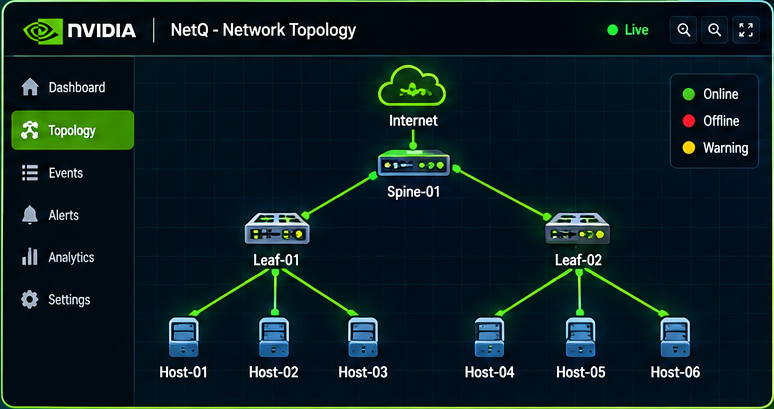 NVIDIA
NetQ - Network Topology
Live
Dashboard
Topology
Events
Alerts
Analytics
Settings
Internet
Spine-01
Leaf-01
Leaf-02
Host-01
Host-02
Host-03
Host-04
Host-05
Host-06
Online
Offline
Warning